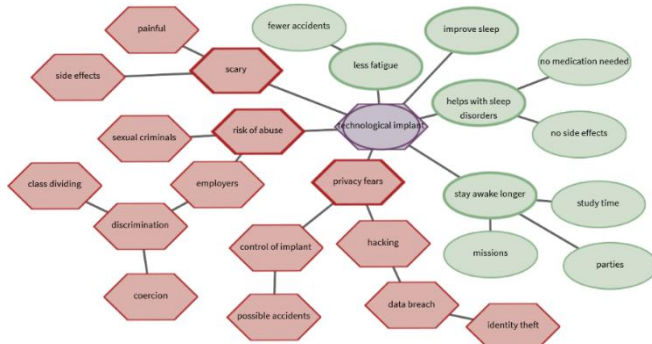 fewer accidents
improve sleep
painful
less fatigue
scary
no medication needed
side effects
helps with sleep
disorders
technological implant
sexual criminals
risk of abuse
no side effects
class dividing
employers
privacy fears
stay awake longer
study time
discrimination
control of implant
hacking
missions
parties
coercion
possible accidents
data breach
identity theft